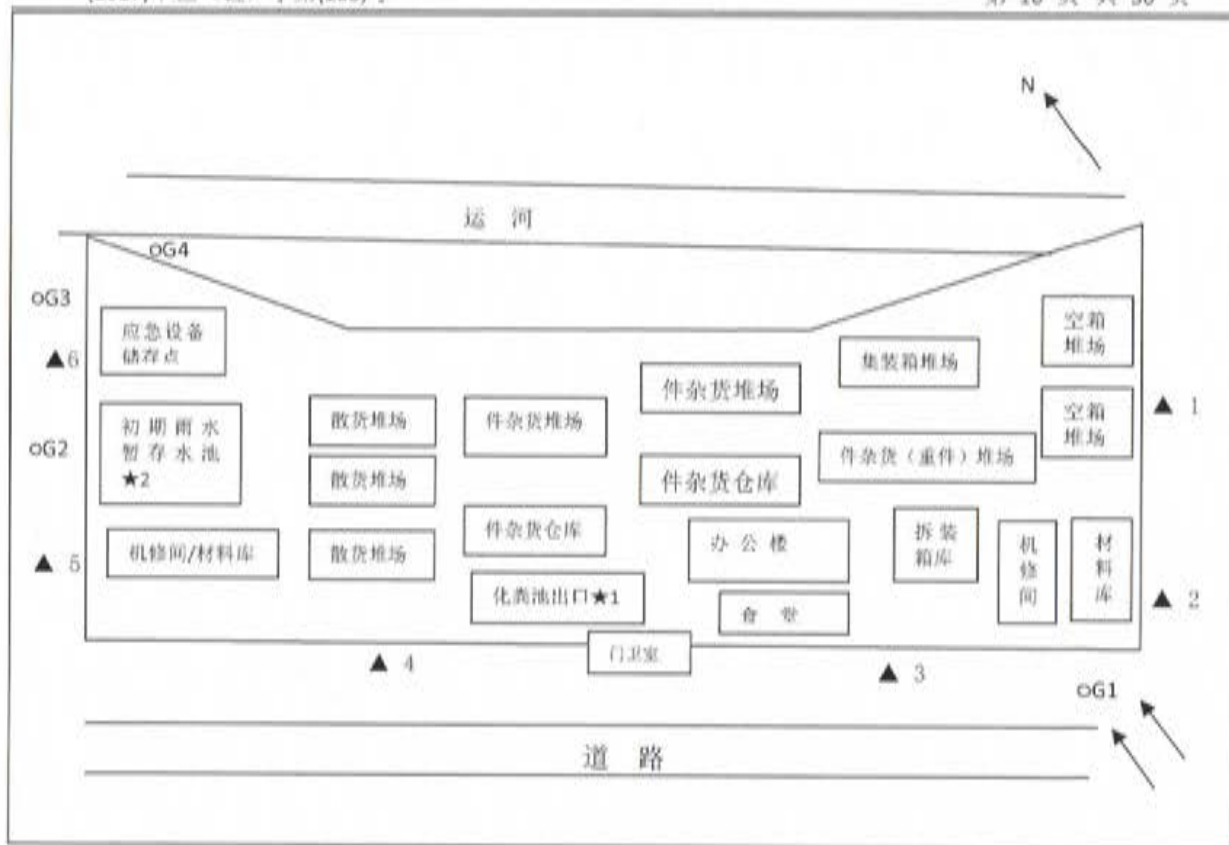 N
运河
oG4
oG3
应急设备
储存点
▲6
空箱
堆场
集装箱堆场
件杂货堆场
空箱
堆场
▲ 1
散货堆场
件杂货堆场
初期雨水
暂存水池
★2
oG2
件杂货（重件）堆场
散货堆场
件杂货仓库
件杂货仓库
拆装
箱库
机修间
材料库
办公楼
机修间/材料库
散货堆场
▲ 5
化粪池出口★1
食堂
▲ 2
门卫室
▲ 4
▲ 3
oG1
道路